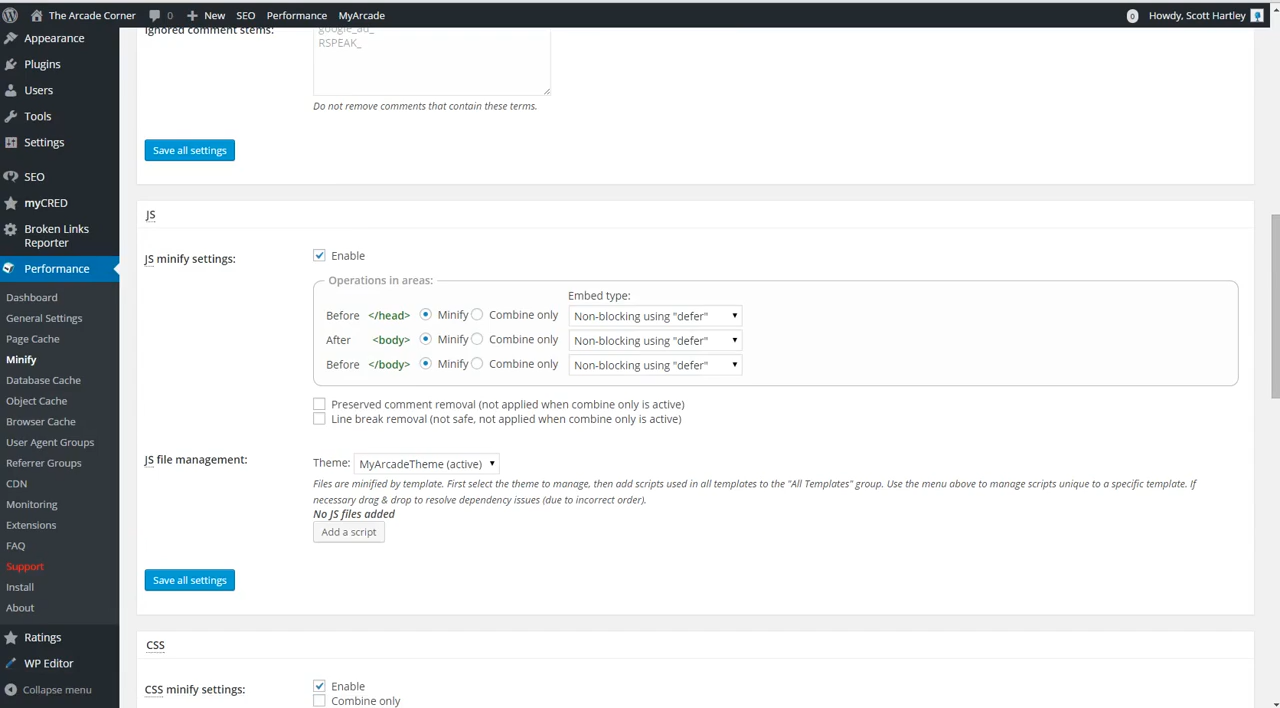 The Arcade Corner 0 New SEO Performance MyArcade 0 Howdy, Scott Hartley
Appearance
Plugins
Users
Tools
Settings
SEO
myCRED
Broken Links
Reporter
Performance
Dashboard
General Settings
Page Cache
Minify
Database Cache
Object Cache
Browser Cache
User Agent Groups
Referrer Groups
CDN
Monitoring
Extensions
FAQ
Support
Install
About
Ratings
WP Editor
Collapse menu
Ignored comment stems:
google_ad_
RSPEAK_
Do not remove comments that contain these terms.
Save all settings
JS
JS minify settings:
Enable
Operations in areas:
Embed type:
Before </head> Minify Combine only Non-blocking using "defer"
After <body> Minify Combine only Non-blocking using "defer"
Before </body> Minify Combine only Non-blocking using "defer"
Preserved comment removal (not applied when combine only is active)
Line break removal (not safe, not applied when combine only is active)
JS file management:
Theme: MyArcadeTheme (active)
Files are minified by template. First select the theme to manage, then add scripts used in all templates to the "All Templates" group. Use the menu above to manage scripts unique to a specific template. If
necessary drag & drop to resolve dependency issues (due to incorrect order).
No JS files added
Add a script
Save all settings
CSS
CSS minify settings:
Enable
Combine only